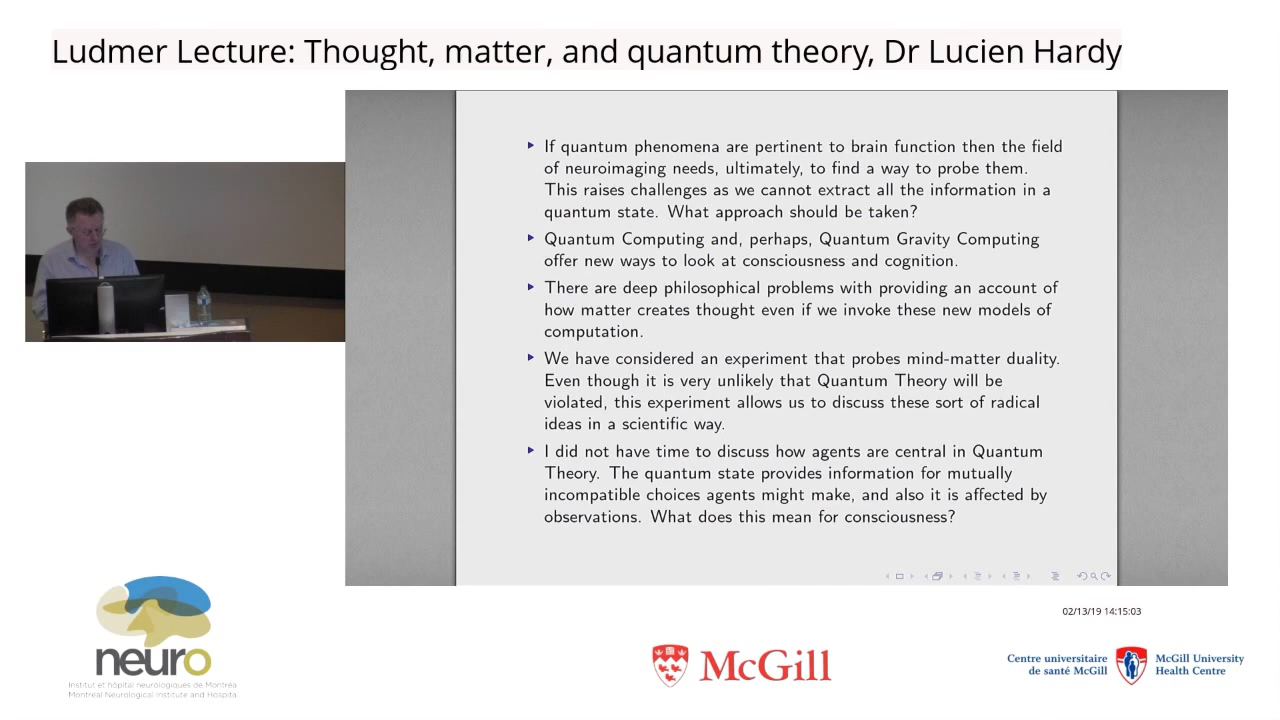 Ludmer Lecture: Thought, matter, and quantum theory, Dr Lucien Hardy
If quantum phenomena are pertinent to brain function then the field
of neuroimaging needs, ultimately, to find a way to probe them.
This raises challenges as we cannot extract all the information in a
quantum state. What approach should be taken?
Quantum Computing and, perhaps, Quantum Gravity Computing
offer new ways to look at consciousness and cognition.
There are deep philosophical problems with providing an account of
how matter creates thought even if we invoke these new models of
computation.
We have considered an experiment that probes mind-matter duality.
Even though it is very unlikely that Quantum Theory will be
violated, this experiment allows us to discuss these sort of radical
ideas in a scientific way.
I did not have time to discuss how agents are central in Quantum
Theory. The quantum state provides information for mutually
incompatible choices agents might make, and also it is affected by
observations. What does this mean for consciousness?
02/13/19 14:15:03
neuro
Institut et hôpital neurologiques de Montréal
Montreal Neurological Institute and Hospital
McGill
Centre universitaire
de santé McGill
McGill University
Health Centre